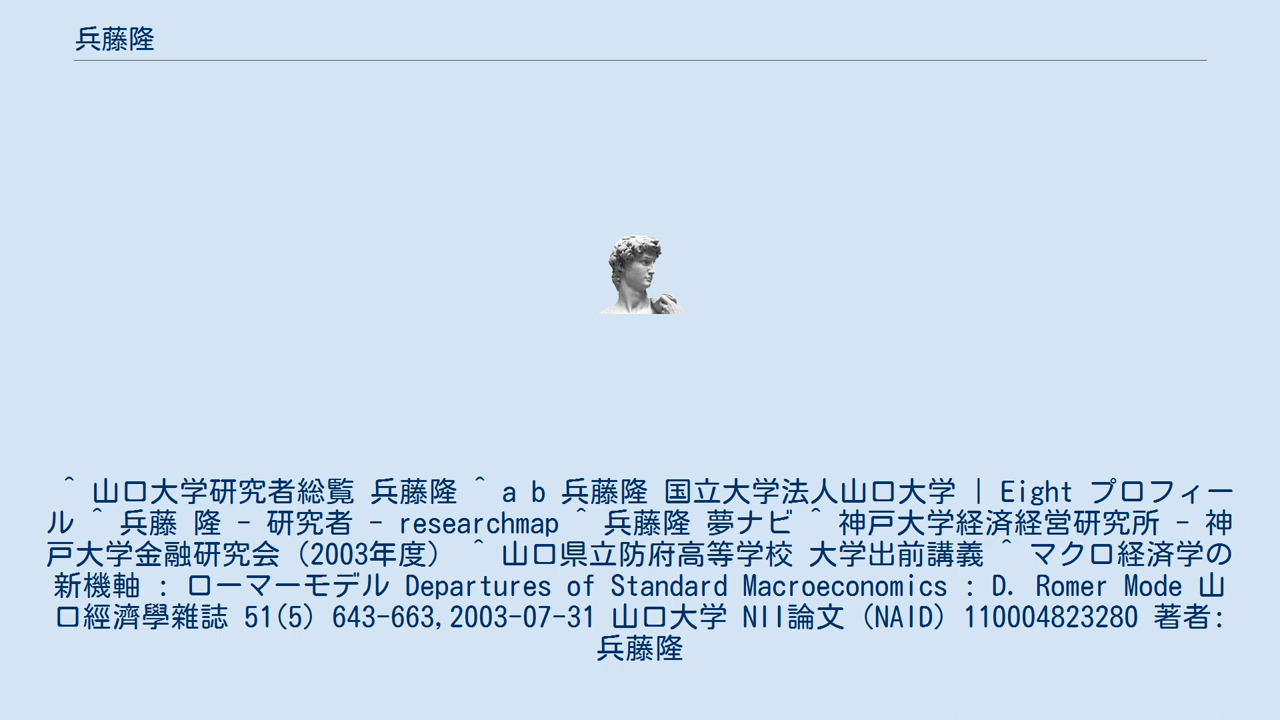 兵藤隆
^ 山口大学研究者総覧 兵藤隆 ^ a b 兵藤隆 国立大学法人山口大学 | Eight プロフィー
ル ^ 兵藤 隆 - 研究者 - researchmap ^ 兵藤隆 夢ナビ ^ 神戸大学経済経営研究所 - 神
戸大学金融研究会（2003年度） ^ 山口県立防府高等学校 大学出前講義 ^ マクロ経済学の
新機軸 : ローマーモデル Departures of Standard Macroeconomics : D. Romer Mode 山
口經濟學雜誌 51(5) 643-663,2003-07-31 山口大学 NII論文（NAID）110004823280 著者:
兵藤隆